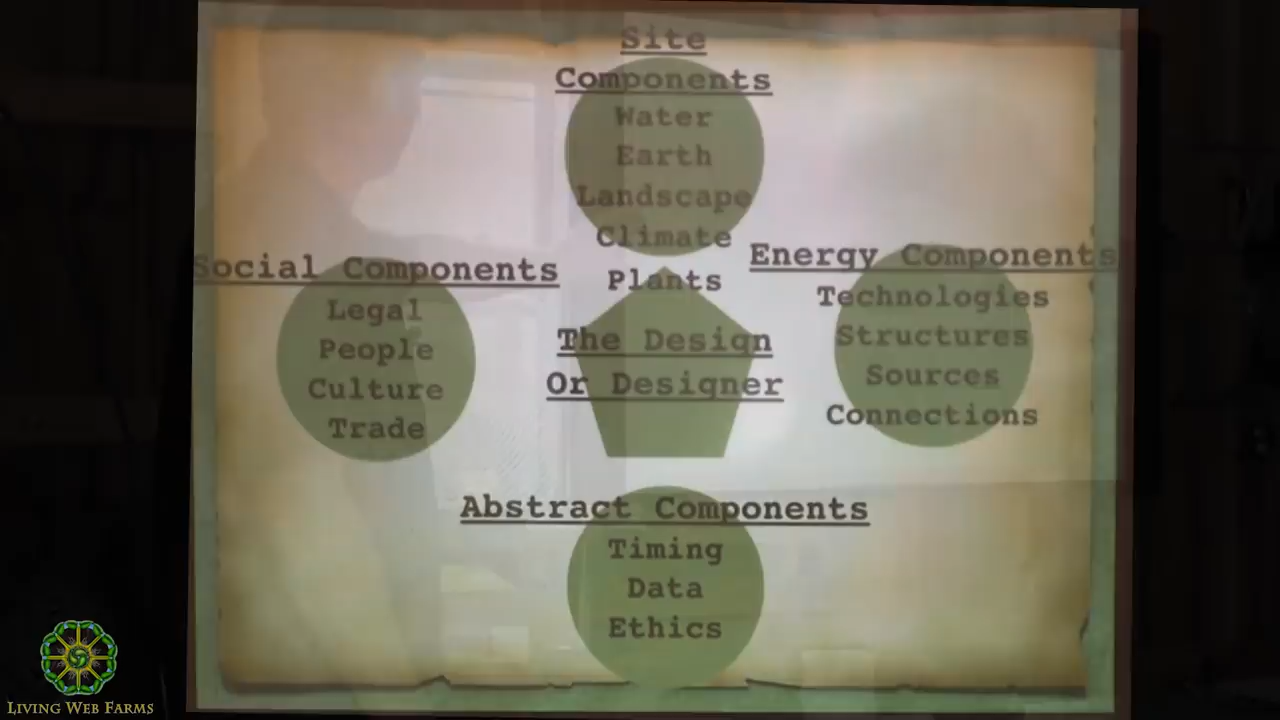 Site
Components
Water
Earth
Landscape
Climate
Plants
Social Components
Legal
People
Culture
Trade
Energy Components
Technologies
Structures
Sources
Connections
The Design
Or Designer
Abstract Components
Timing
Data
Ethics
LIVING WEB FARMS